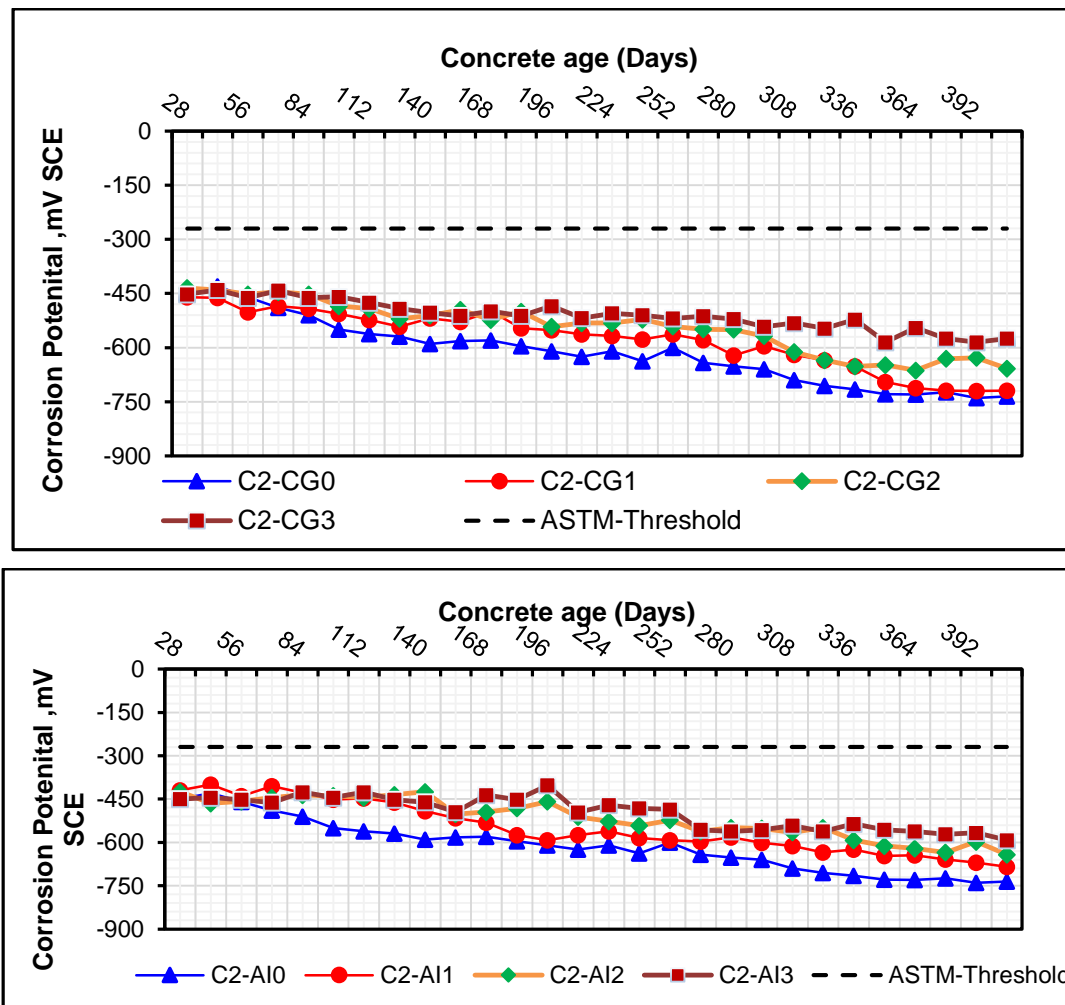 Concrete age (Days)
28 56 84 112 140 168 196 224 252 280 308 336 364 392
0
-150
-300
-450
-600
-750
-900
Corrosion Potenital ,mV SCE
C2-CG0 C2-CG1 C2-CG2
C2-CG3 ASTM-Threshold
Concrete age (Days)
28 56 84 112 140 168 196 224 252 280 308 336 364 392
0
-150
-300
-450
-600
-750
-900
Corrosion Potenital ,mV
SCE
C2-AI0 C2-AI1 C2-AI2 C2-AI3 ASTM-Threshold